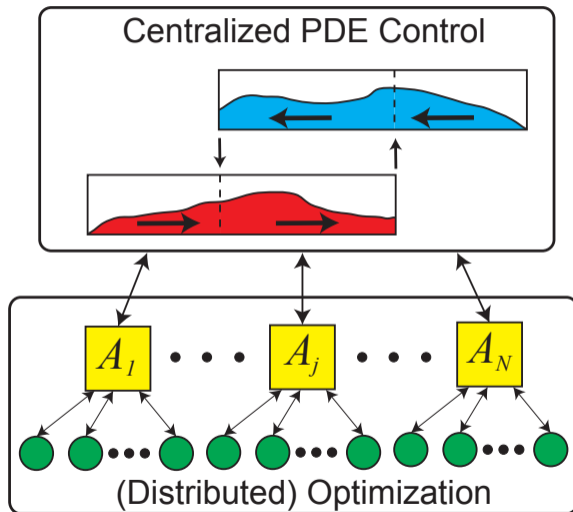 Centralized PDE Control
A1 Aj AN
(Distributed) Optimization